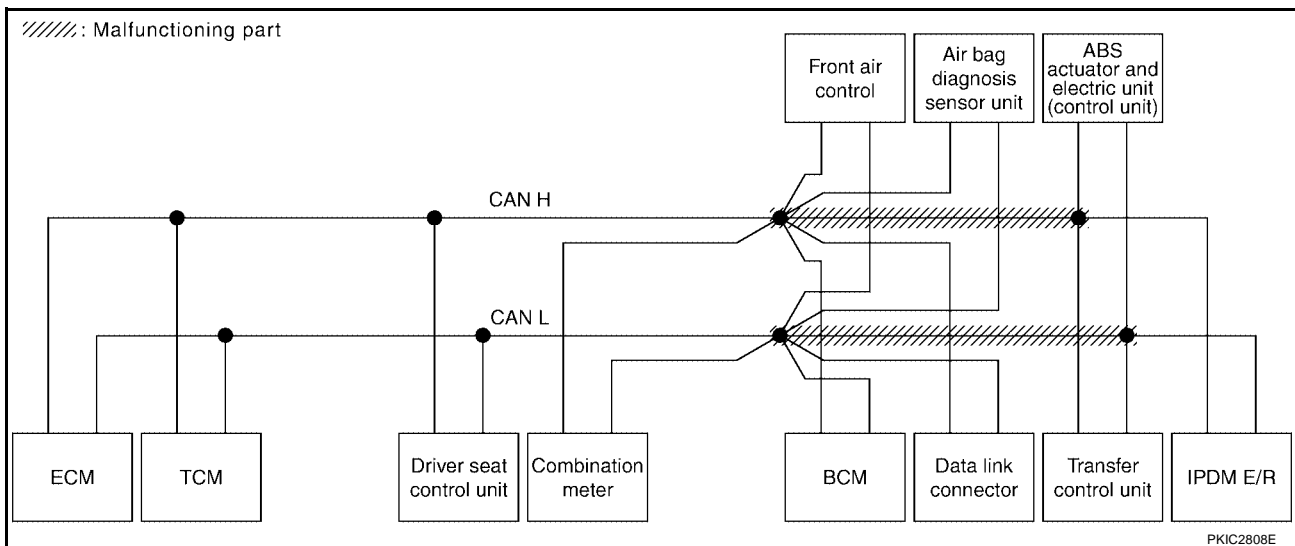 : Malfunctioning part
Front air
control
Air bag
diagnosis
sensor unit
ABS
actuator and
electric unit
(control unit)
CAN H
CAN L
ECM
TCM
Driver seat
control unit
Combination
meter
BCM
Data link
connector
Transfer
control unit
IPDM E/R
PKIC2808E